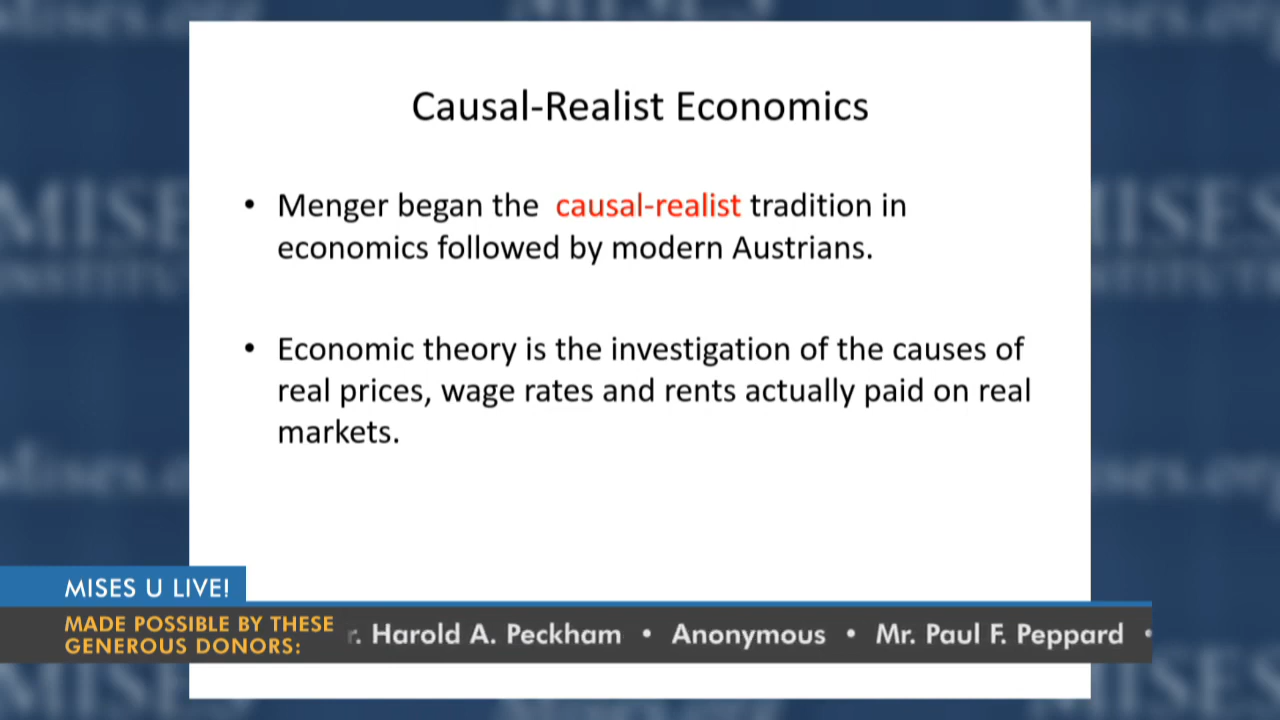 Causal-Realist Economics
• Menger began the causal-realist tradition in
economics followed by modern Austrians.
• Economic theory is the investigation of the causes of
real prices, wage rates and rents actually paid on real
markets.
MISES U LIVE!
MADE POSSIBLE BY THESE
GENEROUS DONORS:
r. Harold A. Peckham • Anonymous • Mr. Paul F. Peppard •